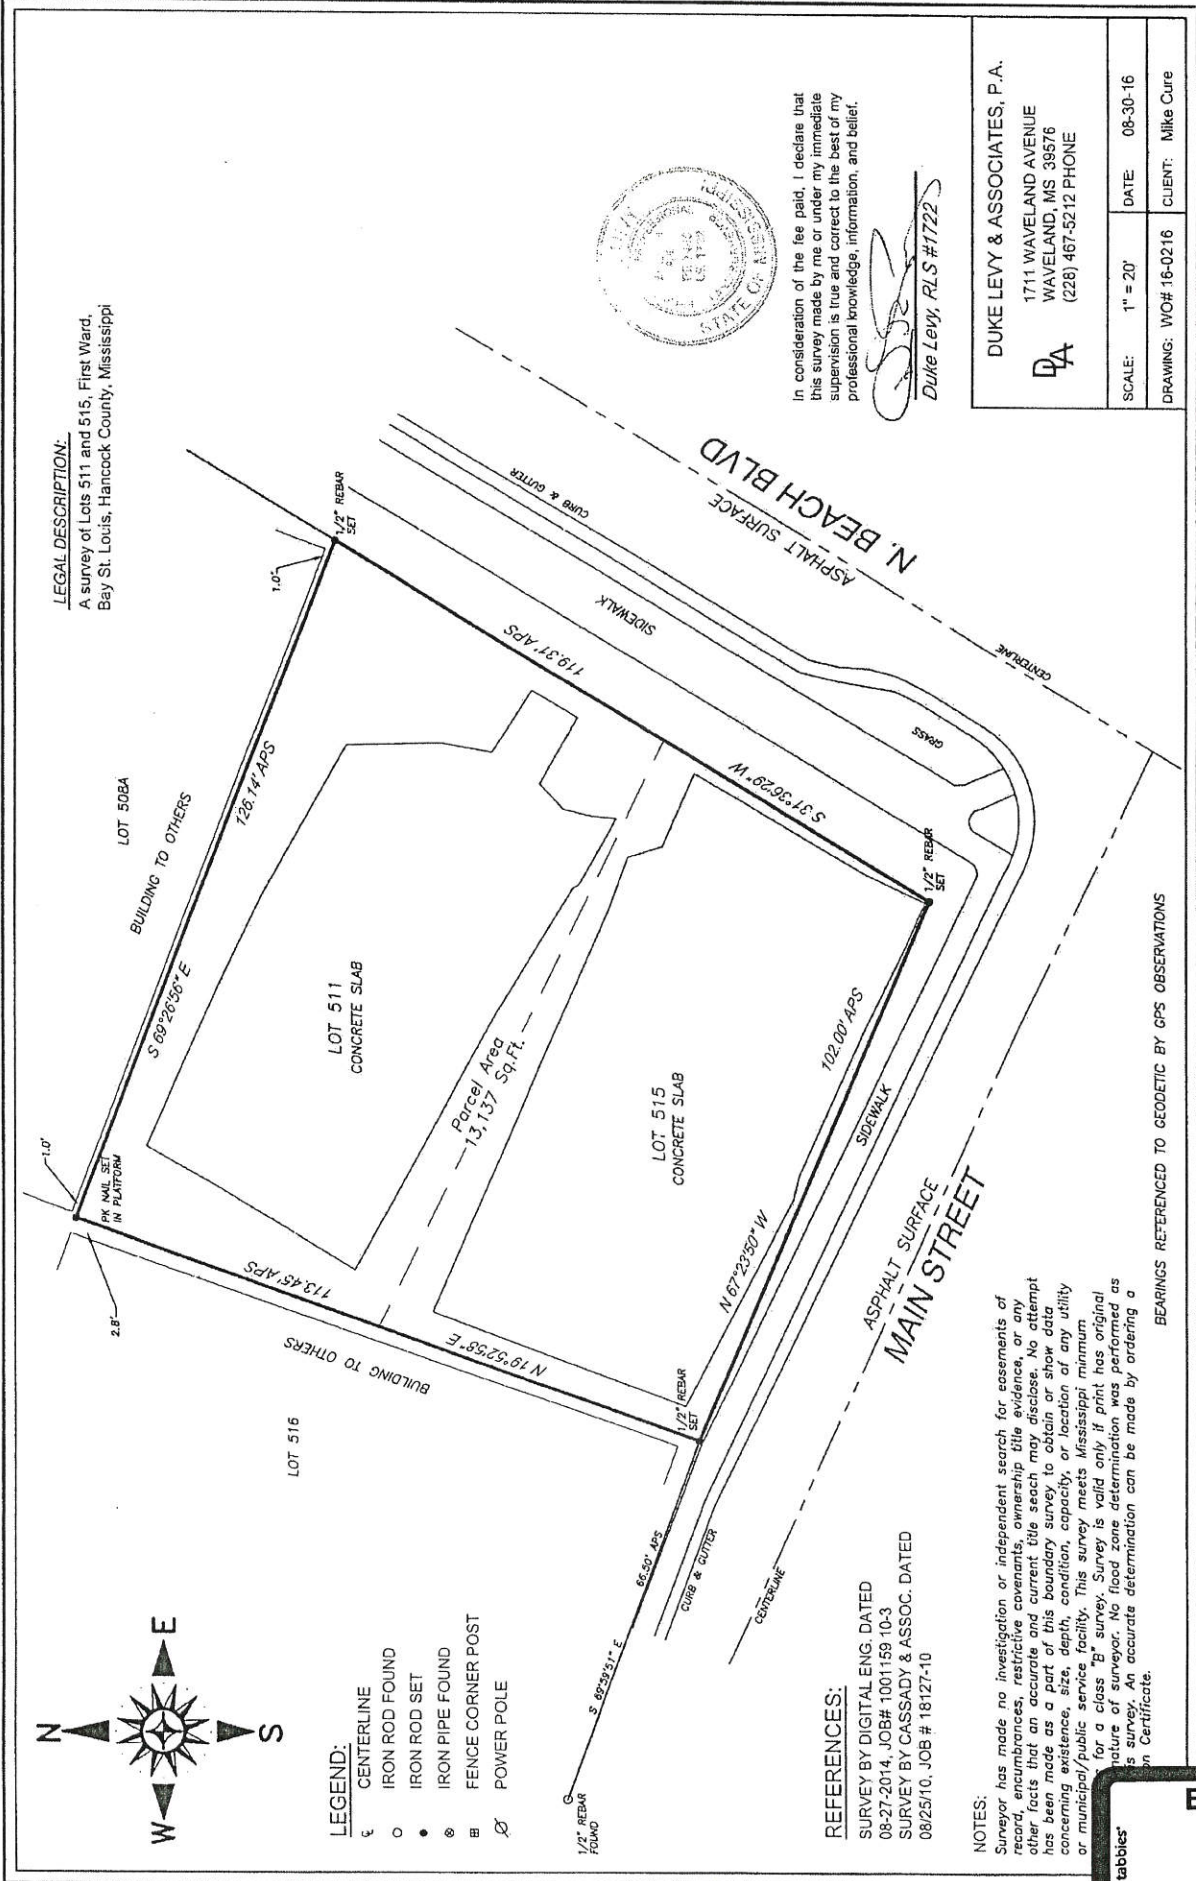 LEGAL DESCRIPTION:
A survey of Lots 511 and 515, First Ward,
Bay St. Louis, Hancock County, Mississippi
N
W
E
S
LEGEND:
CENTERLINE
IRON ROD FOUND
IRON ROD SET
IRON PIPE FOUND
FENCE CORNER POST
POWER POLE
LOT 508A
BUILDING TO OTHERS
S 69°26'56" E
126.14' APS
1.0'
1.0'
PK NAIL SET
IN PLATFORM
2.8'
1/2" REBAR
SET
LOT 516
BUILDING TO OTHERS
113.45' APS
N 19°52'58" E
LOT 511
CONCRETE SLAB
Parcel Area
13,137 Sq.Ft.
LOT 515
CONCRETE SLAB
119.31' APS
S 31°36'29" W
SIDEWALK
CURB & GUTTER
ASPHALT SURFACE
N. BEACH BLVD
CENTERLINE
GRASS
1/2" REBAR
SET
102.00' APS
N 67°23'50" W
SIDEWALK
ASPHALT SURFACE
MAIN STREET
1/2" REBAR
SET
66.50' APS
S 69°59'51" E
CURB & GUTTER
CENTERLINE
1/2" REBAR
FOUND
STATE OF MISSISSIPPI
In consideration of the fee paid, I declare that
this survey made by me or under my immediate
supervision is true and correct to the best of my
professional knowledge, information, and belief.
Duke Levy, RLS #1722
DUKE LEVY & ASSOCIATES, P.A.
DLA
1711 WAVELAND AVENUE
WAVELAND, MS 39576
(228) 467-5212 PHONE
SCALE: 1" = 20' DATE: 08-30-16
DRAWING: WO# 16-0216 CLIENT: Mike Cure
REFERENCES:
SURVEY BY DIGITAL ENG. DATED
08-27-2014, JOB# 1001159 10-3
SURVEY BY CASSADY & ASSOC. DATED
08/25/10, JOB # 18127-10
NOTES:
Surveyor has made no investigation or independent search for easements of
record, encumbrances, restrictive covenants, ownership title evidence, or any
other facts that an accurate and current title seach may disclose. No attempt
has been made as a part of this boundary survey to obtain or show data
concerning existence, size, depth, condition, capacity, or location of any utility
or municipal/public service facility. This survey meets Mississippi minimum
for a class "B" survey. Survey is valid only if print has original
nature of surveyor. No flood zone determination was performed as
is survey. An accurate determination can be made by ordering a
on Certificate.
BEARINGS REFERENCED TO GEODETIC BY GPS OBSERVATIONS
tabbies
E